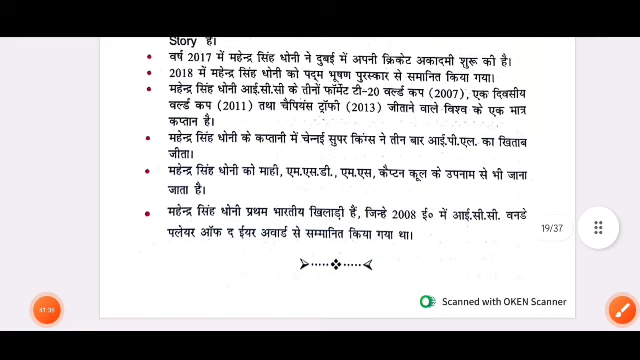 Story है।
वर्ष 2017 में महेन्द्र सिंह धोनी ने दुबई में अपनी क्रिकेट अकादमी शुरू की है।
2018 में महेन्द्र सिंह धोनी को पद्म भूषण पुरस्कार से समानित किया गया।
महेन्द्र सिंह धोनी आई.सी.सी के तीनों फॉर्मेट टी-20 वर्ल्ड कप (2007), एक दिवसीय
वर्ल्ड कप (2011) तथा चैपियंस ट्रॉफी (2013) जीताने वाले विश्व के एक मात्र
कप्तान है।
महेन्द्र सिंह धोनी के कप्तानी में चेन्नई सुपर किंग्स ने तीन बार आई.पी.एल. का खिताब
जीता।
महेन्द्र सिंह धोनी को माही, एम.एस.डी., एम.एस, कैप्टन कूल के उपनाम से भी जाना
जाता है।
महेन्द्र सिंह धोनी प्रथम भारतीय खिलाड़ी हैं, जिन्हे 2008 ई० में आई.सी.सी. वनडे
19/37
पलेयर ऑफ द ईयर अवार्ड से सम्मानित किया गया था।
Scanned with OKEN Scanner